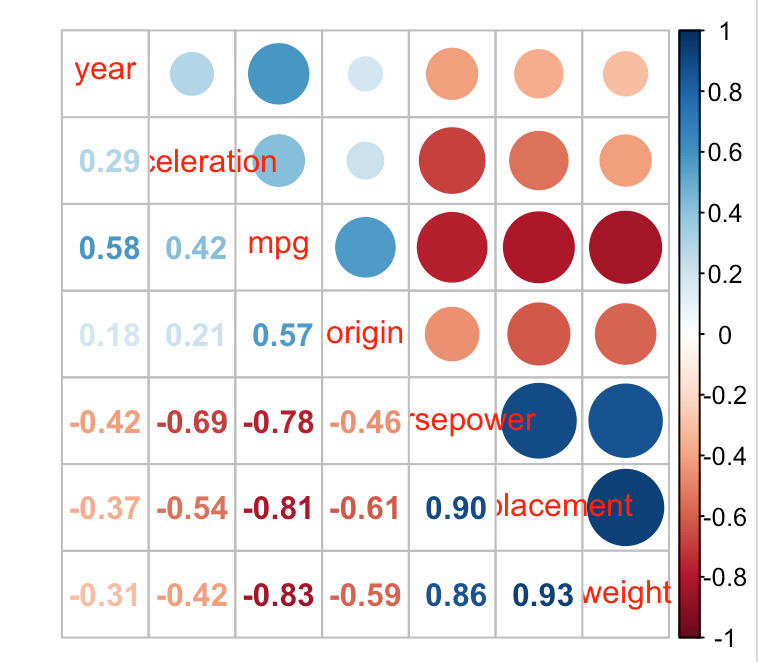 year
0.29 celeration
0.58 0.42 mpg
0.18 0.21 0.57 origin
-0.42 -0.69 -0.78 -0.46 rsepower
-0.37 -0.54 -0.81 -0.61 0.90 placement
-0.31 -0.42 -0.83 -0.59 0.86 0.93 weight
1
0.8
0.6
0.4
0.2
0
-0.2
-0.4
-0.6
-0.8
-1